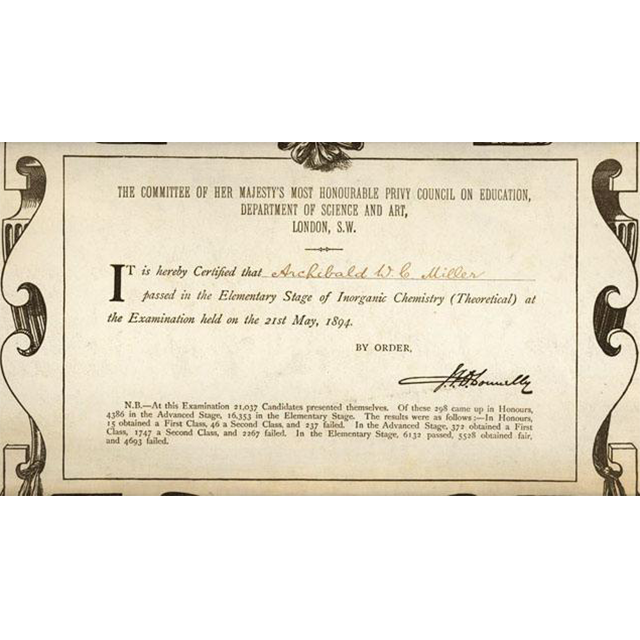 THE COMMITTEE OF HER MAJESTY'S MOST HONOURABLE PRIVY COUNCIL ON EDUCATION,
DEPARTMENT OF SCIENCE AND ART,
LONDON, S.W.
IT is hereby Certified that Archibald W C Miller
passed in the Elementary Stage of Inorganic Chemistry (Theoretical) at
the Examination held on the 21st May, 1894.
BY ORDER,
J. F. D. Donnelly
N.B.—At this Examination 21,037 Candidates presented themselves. Of these 298 came up in Honours,
4386 in the Advanced Stage, 16,353 in the Elementary Stage. The results were as follows:—In Honours,
15 obtained a First Class, 46 a Second Class, and 237 failed. In the Advanced Stage, 372 obtained a First
Class, 1747 a Second Class, and 2267 failed. In the Elementary Stage, 6132 passed, 5528 obtained fair,
and 4693 failed.